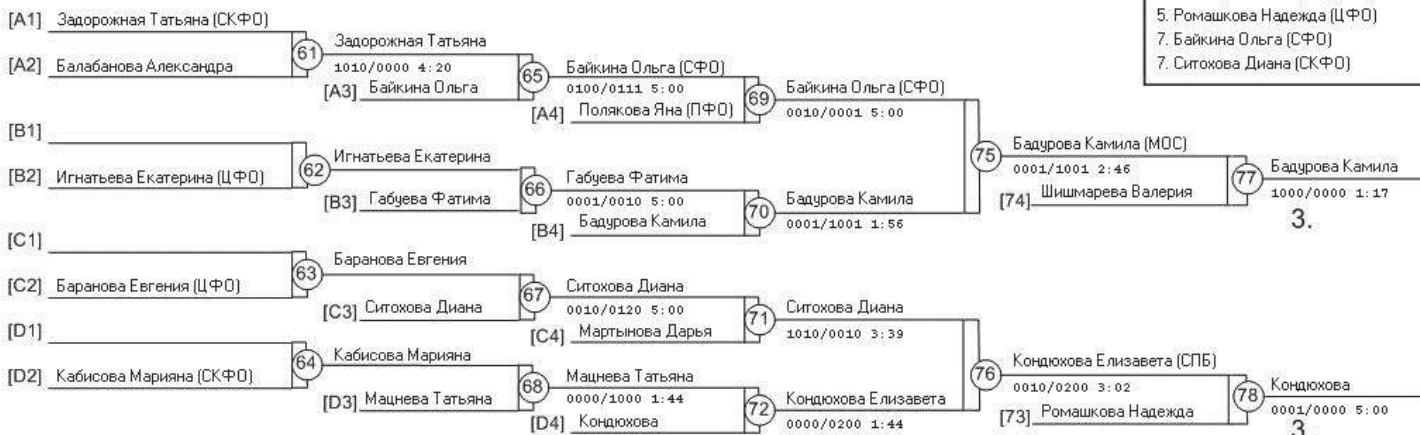 5. Ромашкова Надежда (ЦФО)
7. Байкина Ольга (СФО)
7. Ситохова Диана (СКФО)
[A1] Задорожная Татьяна (СКФО)
[A2] Балабанова Александра
61
Задорожная Татьяна
1010/0000 4:20
[A3] Байкина Ольга
65
Байкина Ольга (СФО)
0100/0111 5:00
[A4] Полякова Яна (ПФО)
69
Байкина Ольга (СФО)
0010/0001 5:00
[B1]
[B2] Игнатьева Екатерина (ЦФО)
62
Игнатьева Екатерина
[B3] Габуева Фатима
66
Габуева Фатима
0001/0010 5:00
[B4] Бадурова Камила
70
Бадурова Камила
0001/1001 1:56
75
Бадурова Камила (МОС)
0001/1001 2:46
[74] Шишмарева Валерия
77
Бадурова Камила
1000/0000 1:17
3.
[C1]
[C2] Баранова Евгения (ЦФО)
63
Баранова Евгения
[C3] Ситохова Диана
67
Ситохова Диана
0010/0120 5:00
[C4] Мартынова Дарья
71
Ситохова Диана
1010/0010 3:39
[D1]
[D2] Кабисова Марияна (СКФО)
64
Кабисова Марияна
[D3] Мацнева Татьяна
68
Мацнева Татьяна
0000/1000 1:44
[D4] Кондюхова
72
Кондюхова Елизавета
0000/0200 1:44
76
Кондюхова Елизавета (СПБ)
0010/0200 3:02
[73] Ромашкова Надежда
78
Кондюхова
0001/0000 5:00
3